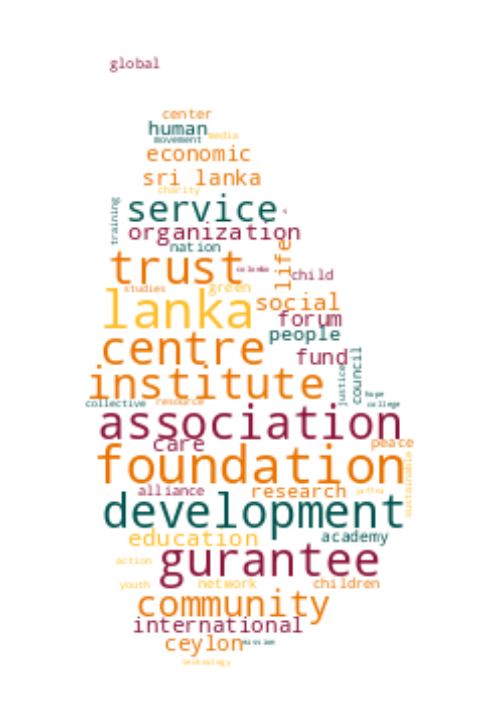 global
center
human
media
movement
economic
sri lanka
charity
training
service
organization
nation
life
trust
colombo
child
studies
green
lanka
social
forum
people
centre
fund
council
justice
institute
hope
collective
resource
college
association
care
peace
foundation
sustainable
alliance
research
jaffna
development
education
academy
gurantee
action
youth
network
children
community
international
ceylon
mission
technology